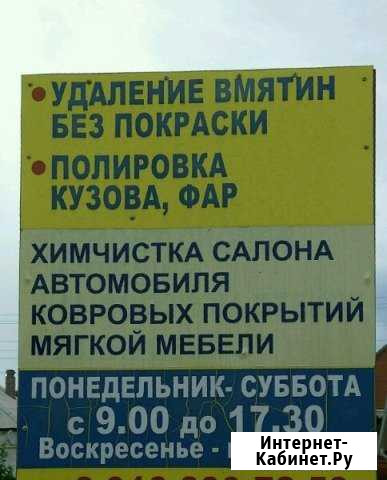 • УДАЛЕНИЕ ВМЯТИН
БЕЗ ПОКРАСКИ
• ПОЛИРОВКА
КУЗОВА, ФАР
ХИМЧИСТКА САЛОНА
АВТОМОБИЛЯ
КОВРОВЫХ ПОКРЫТИЙ
МЯГКОЙ МЕБЕЛИ
ПОНЕДЕЛЬНИК- СУББОТА
с 9.00 до 17.30
Воскресенье -
Интернет-
Кабинет.Ру